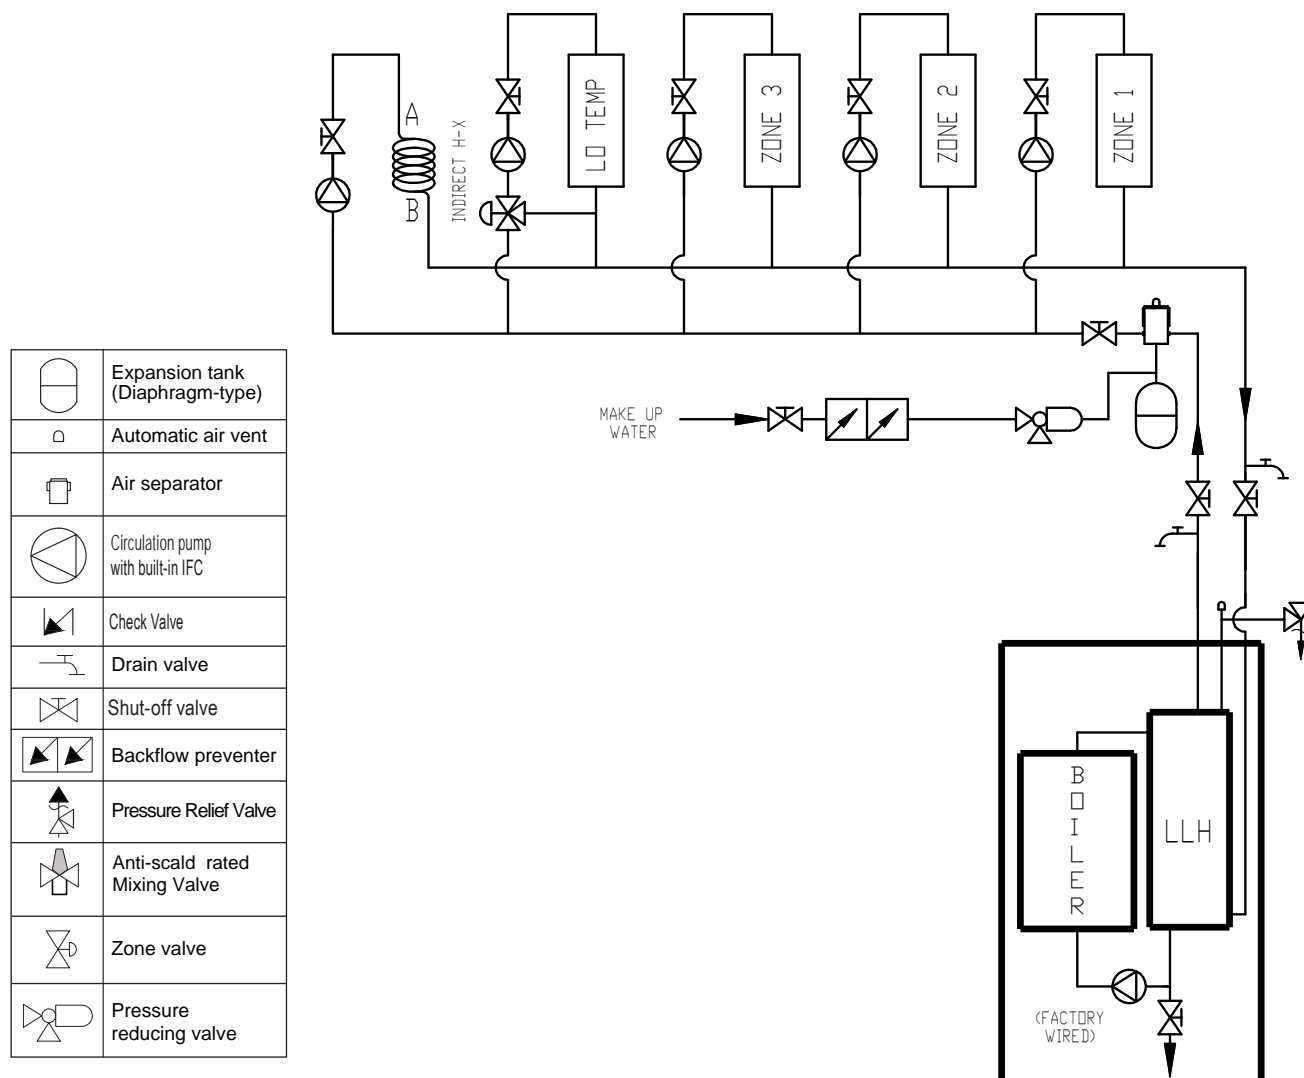 A
B
INDIRECT H-X
LO TEMP
ZONE 3
ZONE 2
ZONE 1
MAKE UP
WATER
Expansion tank
(Diaphragm-type)
Automatic air vent
Air separator
Circulation pump
with built-in IFC
Check Valve
Drain valve
Shut-off valve
Backflow preventer
Pressure Relief Valve
Anti-scald rated
Mixing Valve
Zone valve
Pressure
reducing valve
BOILER
LLH
(FACTORY
WIRED)